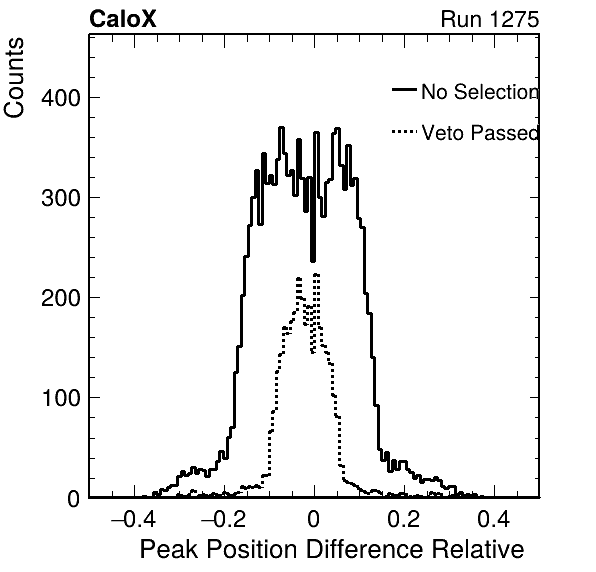 CaloX Run 1275
Counts
No Selection
Veto Passed
400
300
200
100
0
−0.4 −0.2 0 0.2 0.4
Peak Position Difference Relative